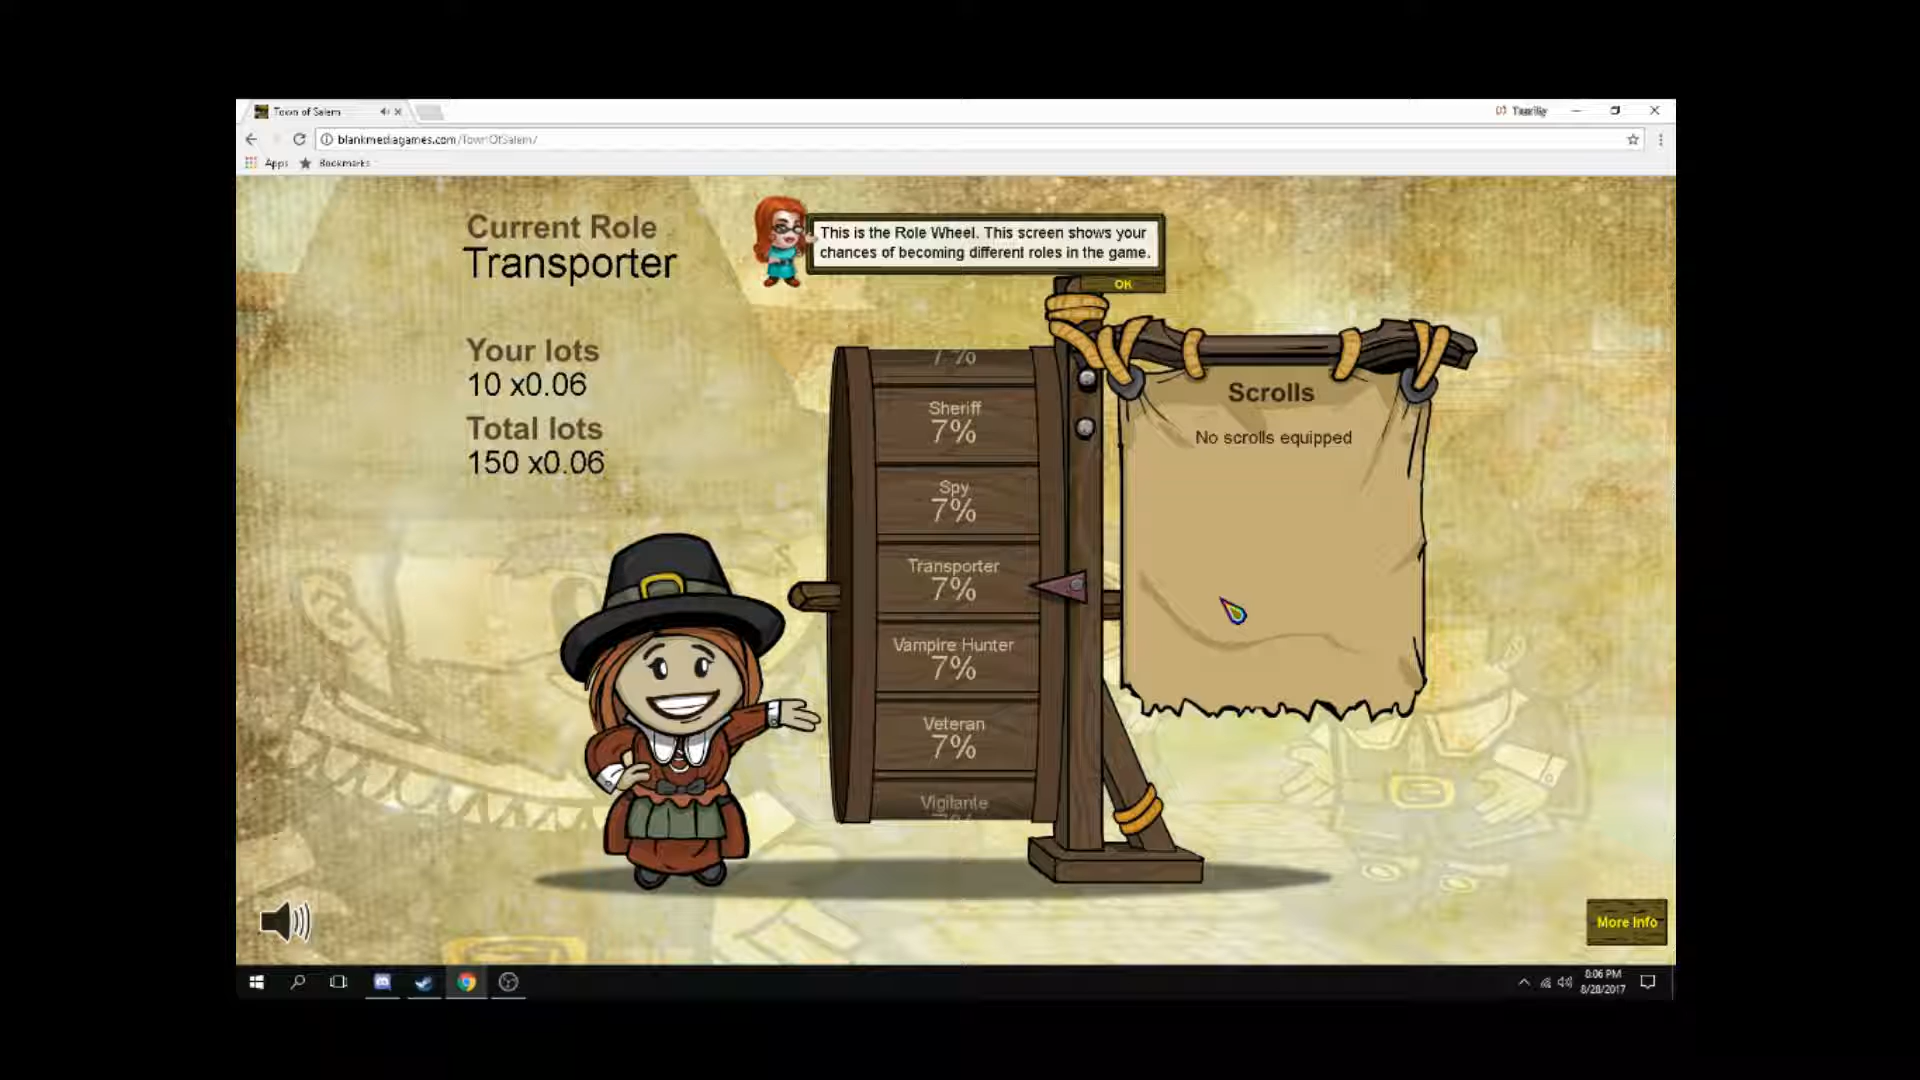 Town of Salem
blankmediagames.com/TownOfSalem/
Apps
Bookmarks
Current Role
Transporter
This is the Role Wheel. This screen shows your
chances of becoming different roles in the game.
OK
Your lots
10 x0.06
Total lots
150 x0.06
7%
Sheriff
7%
Spy
7%
Transporter
7%
Vampire Hunter
7%
Veteran
7%
Vigilante
Scrolls
No scrolls equipped
More Info
8:06 PM
8/28/2017